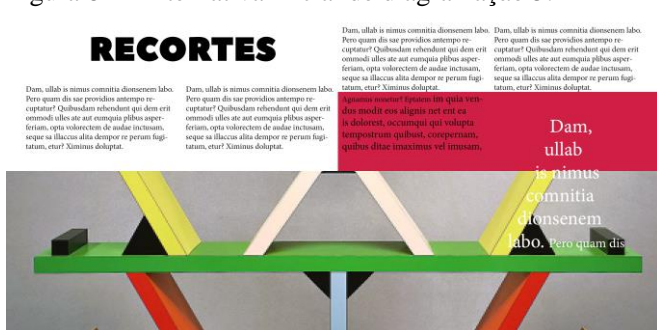 RECORTES
Dam, ullab is nimus comnitia dionsenem labo.
Pero quam dis sae providios antempo re-
cuptatur? Quibusdam rehendunt qui dem erit
ommodi ulles ate aut eumquia plibus asper-
feriam, opta volorectem de audae inctusam,
seque sa illaccus alita dempor re perum fugi-
tatum, etur? Ximinus doluptat.
Dam, ullab is nimus comnitia dionsenem labo.
Pero quam dis sae providios antempo re-
cuptatur? Quibusdam rehendunt qui dem erit
ommodi ulles ate aut eumquia plibus asper-
feriam, opta volorectem de audae inctusam,
seque sa illaccus alita dempor re perum fugi-
tatum, etur? Ximinus doluptat.
Dam, ullab is nimus comnitia dionsenem labo.
Pero quam dis sae providios antempo re-
cuptatur? Quibusdam rehendunt qui dem erit
ommodi ulles ate aut eumquia plibus asper-
feriam, opta volorectem de audae inctusam,
seque sa illaccus alita dempor re perum fugi-
tatum, etur? Ximinus doluptat.
im quia ven-
dus modit eos alignis net ent ea
is dolorest, occumqui qui volupta
tempostrum quibust, corepernam,
quibus ditae imaximus vel imusam,
Dam, ullab is nimus comnitia dionsenem labo.
Pero quam dis sae providios antempo re-
cuptatur? Quibusdam rehendunt qui dem erit
ommodi ulles ate aut eumquia plibus asper-
feriam, opta volorectem de audae inctusam,
seque sa illaccus alita dempor re perum fugi-
tatum, etur? Ximinus doluptat.
Dam,
ullab
is nimus
comnitia
dionsenem
labo. Pero quam dis